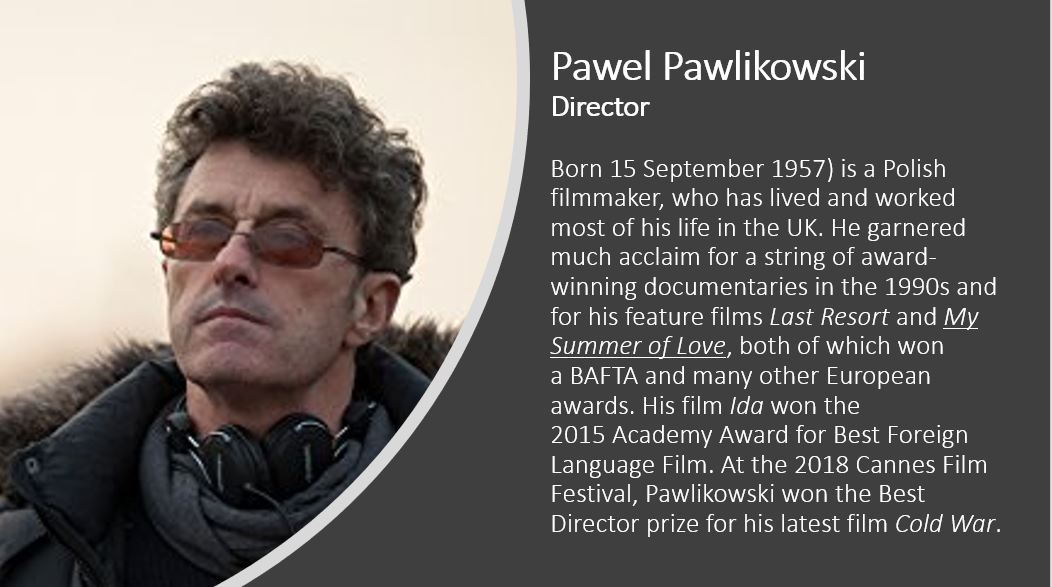 Pawel Pawlikowski
Director
Born 15 September 1957) is a Polish
filmmaker, who has lived and worked
most of his life in the UK. He garnered
much acclaim for a string of award-
winning documentaries in the 1990s and
for his feature films Last Resort and My
Summer of Love, both of which won
a BAFTA and many other European
awards. His film Ida won the
2015 Academy Award for Best Foreign
Language Film. At the 2018 Cannes Film
Festival, Pawlikowski won the Best
Director prize for his latest film Cold War.